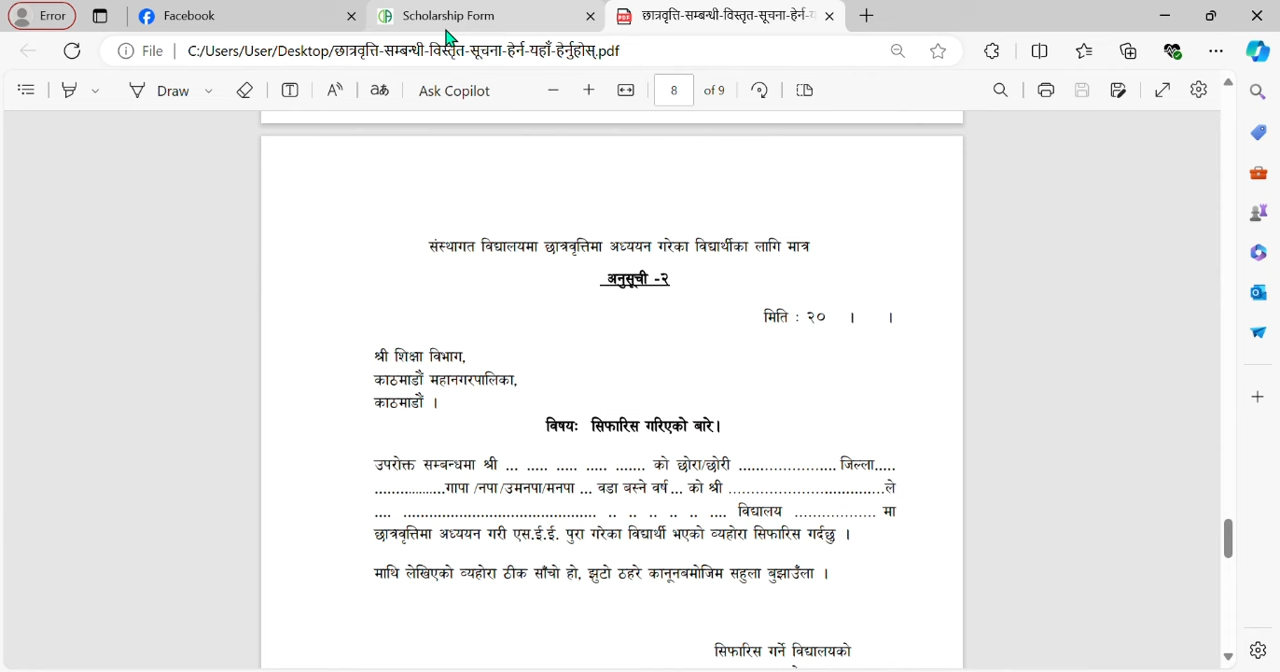 Error
Facebook
Scholarship Form
छात्रवृत्ति-सम्बन्धी-विस्तृत-सूचना-हेर्न-य
File
C:/Users/User/Desktop/छात्रवृत्ति-सम्बन्धी-विस्तृत-सूचना-हेर्न-यहाँ-हेर्नुहोस्.pdf
Draw
aあ
Ask Copilot
8
of 9
संस्थागत विद्यालयमा छात्रवृत्तिमा अध्ययन गरेका विद्यार्थीका लागि मात्र
अनुसूची -२
मिति : २० । ।
श्री शिक्षा विभाग,
काठमाडौं महानगरपालिका,
काठमाडौं ।
विषयः सिफारिस गरिएको बारे।
उपरोक्त सम्बन्धमा श्री ... ..... ..... ..... ....... को छोरा/छोरी ..................... जिल्ला.....
...............गापा /नपा/उमनपा/मनपा ... वडा बस्ने वर्ष ... को श्री ....................................ले
.... ........................................... .. .. .. .. .. .... विद्यालय .................. मा
छात्रवृत्तिमा अध्ययन गरी एस.ई.ई. पुरा गरेका विद्यार्थी भएको व्यहोरा सिफारिस गर्दछु ।
माथि लेखिएको व्यहोरा ठीक साँचो हो, झुटो ठहरे कानूनबमोजिम सहुला बुझाउँला ।
सिफारिस गर्ने विद्यालयको